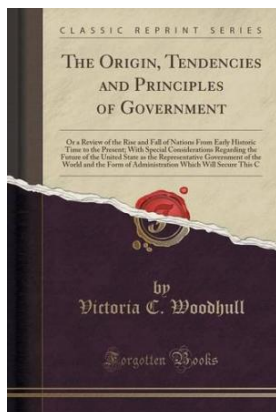 CLASSIC REPRINT SERIES
THE ORIGIN, TENDENCIES
AND PRINCIPLES
OF GOVERNMENT
Or a Review of the Rise and Fall of Nations From Early Historic
Time to the Present; With Special Considerations Regarding the
Future of the United State as the Representative Government of the
World and the Form of Administration Which Will Secure This C
by
Victoria C. Woodhull
Forgotten Books